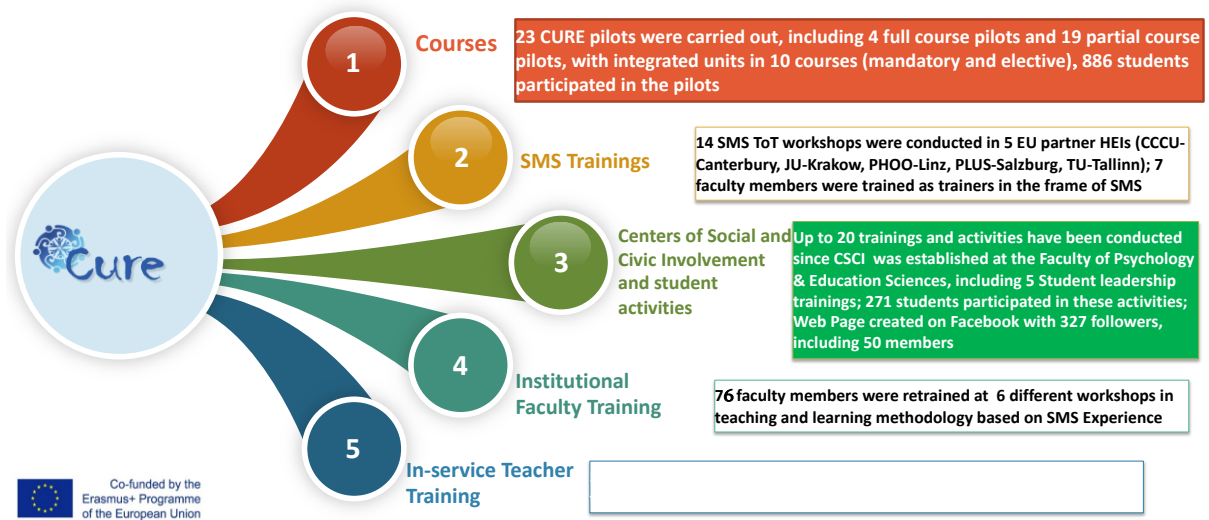 Cure
1
Courses
23 CURE pilots were carried out, including 4 full course pilots and 19 partial course
pilots, with integrated units in 10 courses (mandatory and elective), 886 students
participated in the pilots
2
SMS Trainings
14 SMS ToT workshops were conducted in 5 EU partner HEIs (CCCU-
Canterbury, JU-Krakow, PHOO-Linz, PLUS-Salzburg, TU-Tallinn); 7
faculty members were trained as trainers in the frame of SMS
3
Centers of Social and
Civic Involvement
and student
activities
Up to 20 trainings and activities have been conducted
since CSCI was established at the Faculty of Psychology
& Education Sciences, including 5 Student leadership
trainings; 271 students participated in these activities;
Web Page created on Facebook with 327 followers,
including 50 members
4
Institutional
Faculty Training
76 faculty members were retrained at 6 different workshops in
teaching and learning methodology based on SMS Experience
5
In-service Teacher
Training
Co-funded by the
Erasmus+ Programme
of the European Union